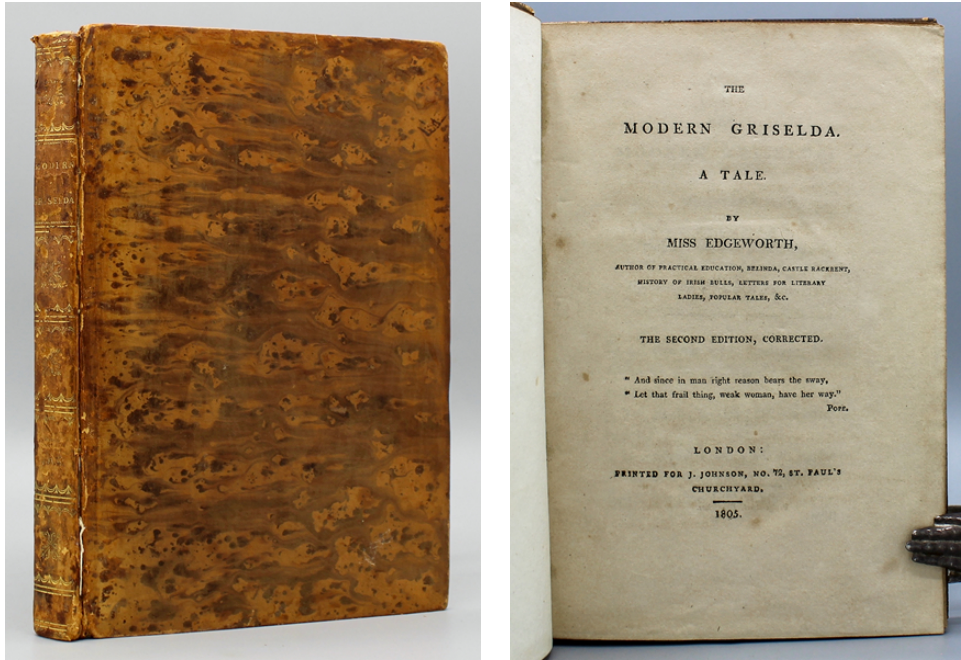 MODERN
THE
MODERN GRISELDA.
A TALE.
BY
MISS EDGEWORTH,
AUTHOR OF PRACTICAL EDUCATION, BELINDA, CASTLE RACKRENT,
HISTORY OF IRISH BULLS, LETTERS FOR LITERARY
LADIES, POPULAR TALES, &C.
THE SECOND EDITION, CORRECTED.
" And since in man right reason bears the sway,
" Let that frail thing, weak woman, have her way."
POPE.
LONDON:
PRINTED FOR J. JOHNSON, NO. 72, ST. PAUL'S
CHURCHYARD,
1805.